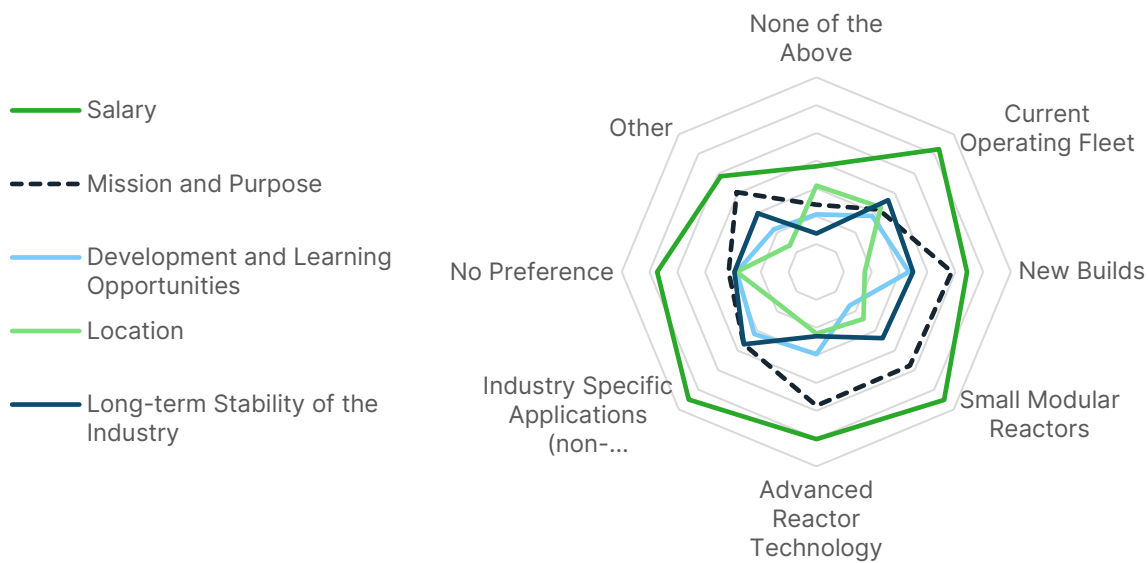 Salary
Mission and Purpose
Development and Learning
Opportunities
Location
Long-term Stability of the
Industry
None of the
Above
Current
Operating Fleet
New Builds
Small Modular
Reactors
Advanced
Reactor
Technology
Industry Specific
Applications
(non-...
No Preference
Other